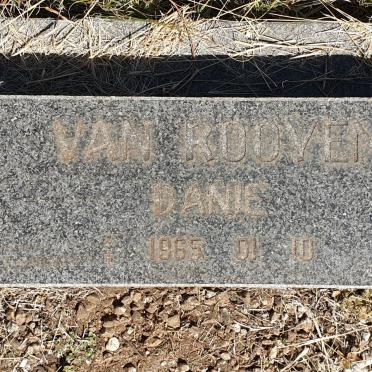 VAN ROOYEN
DANIE
1965 01 10